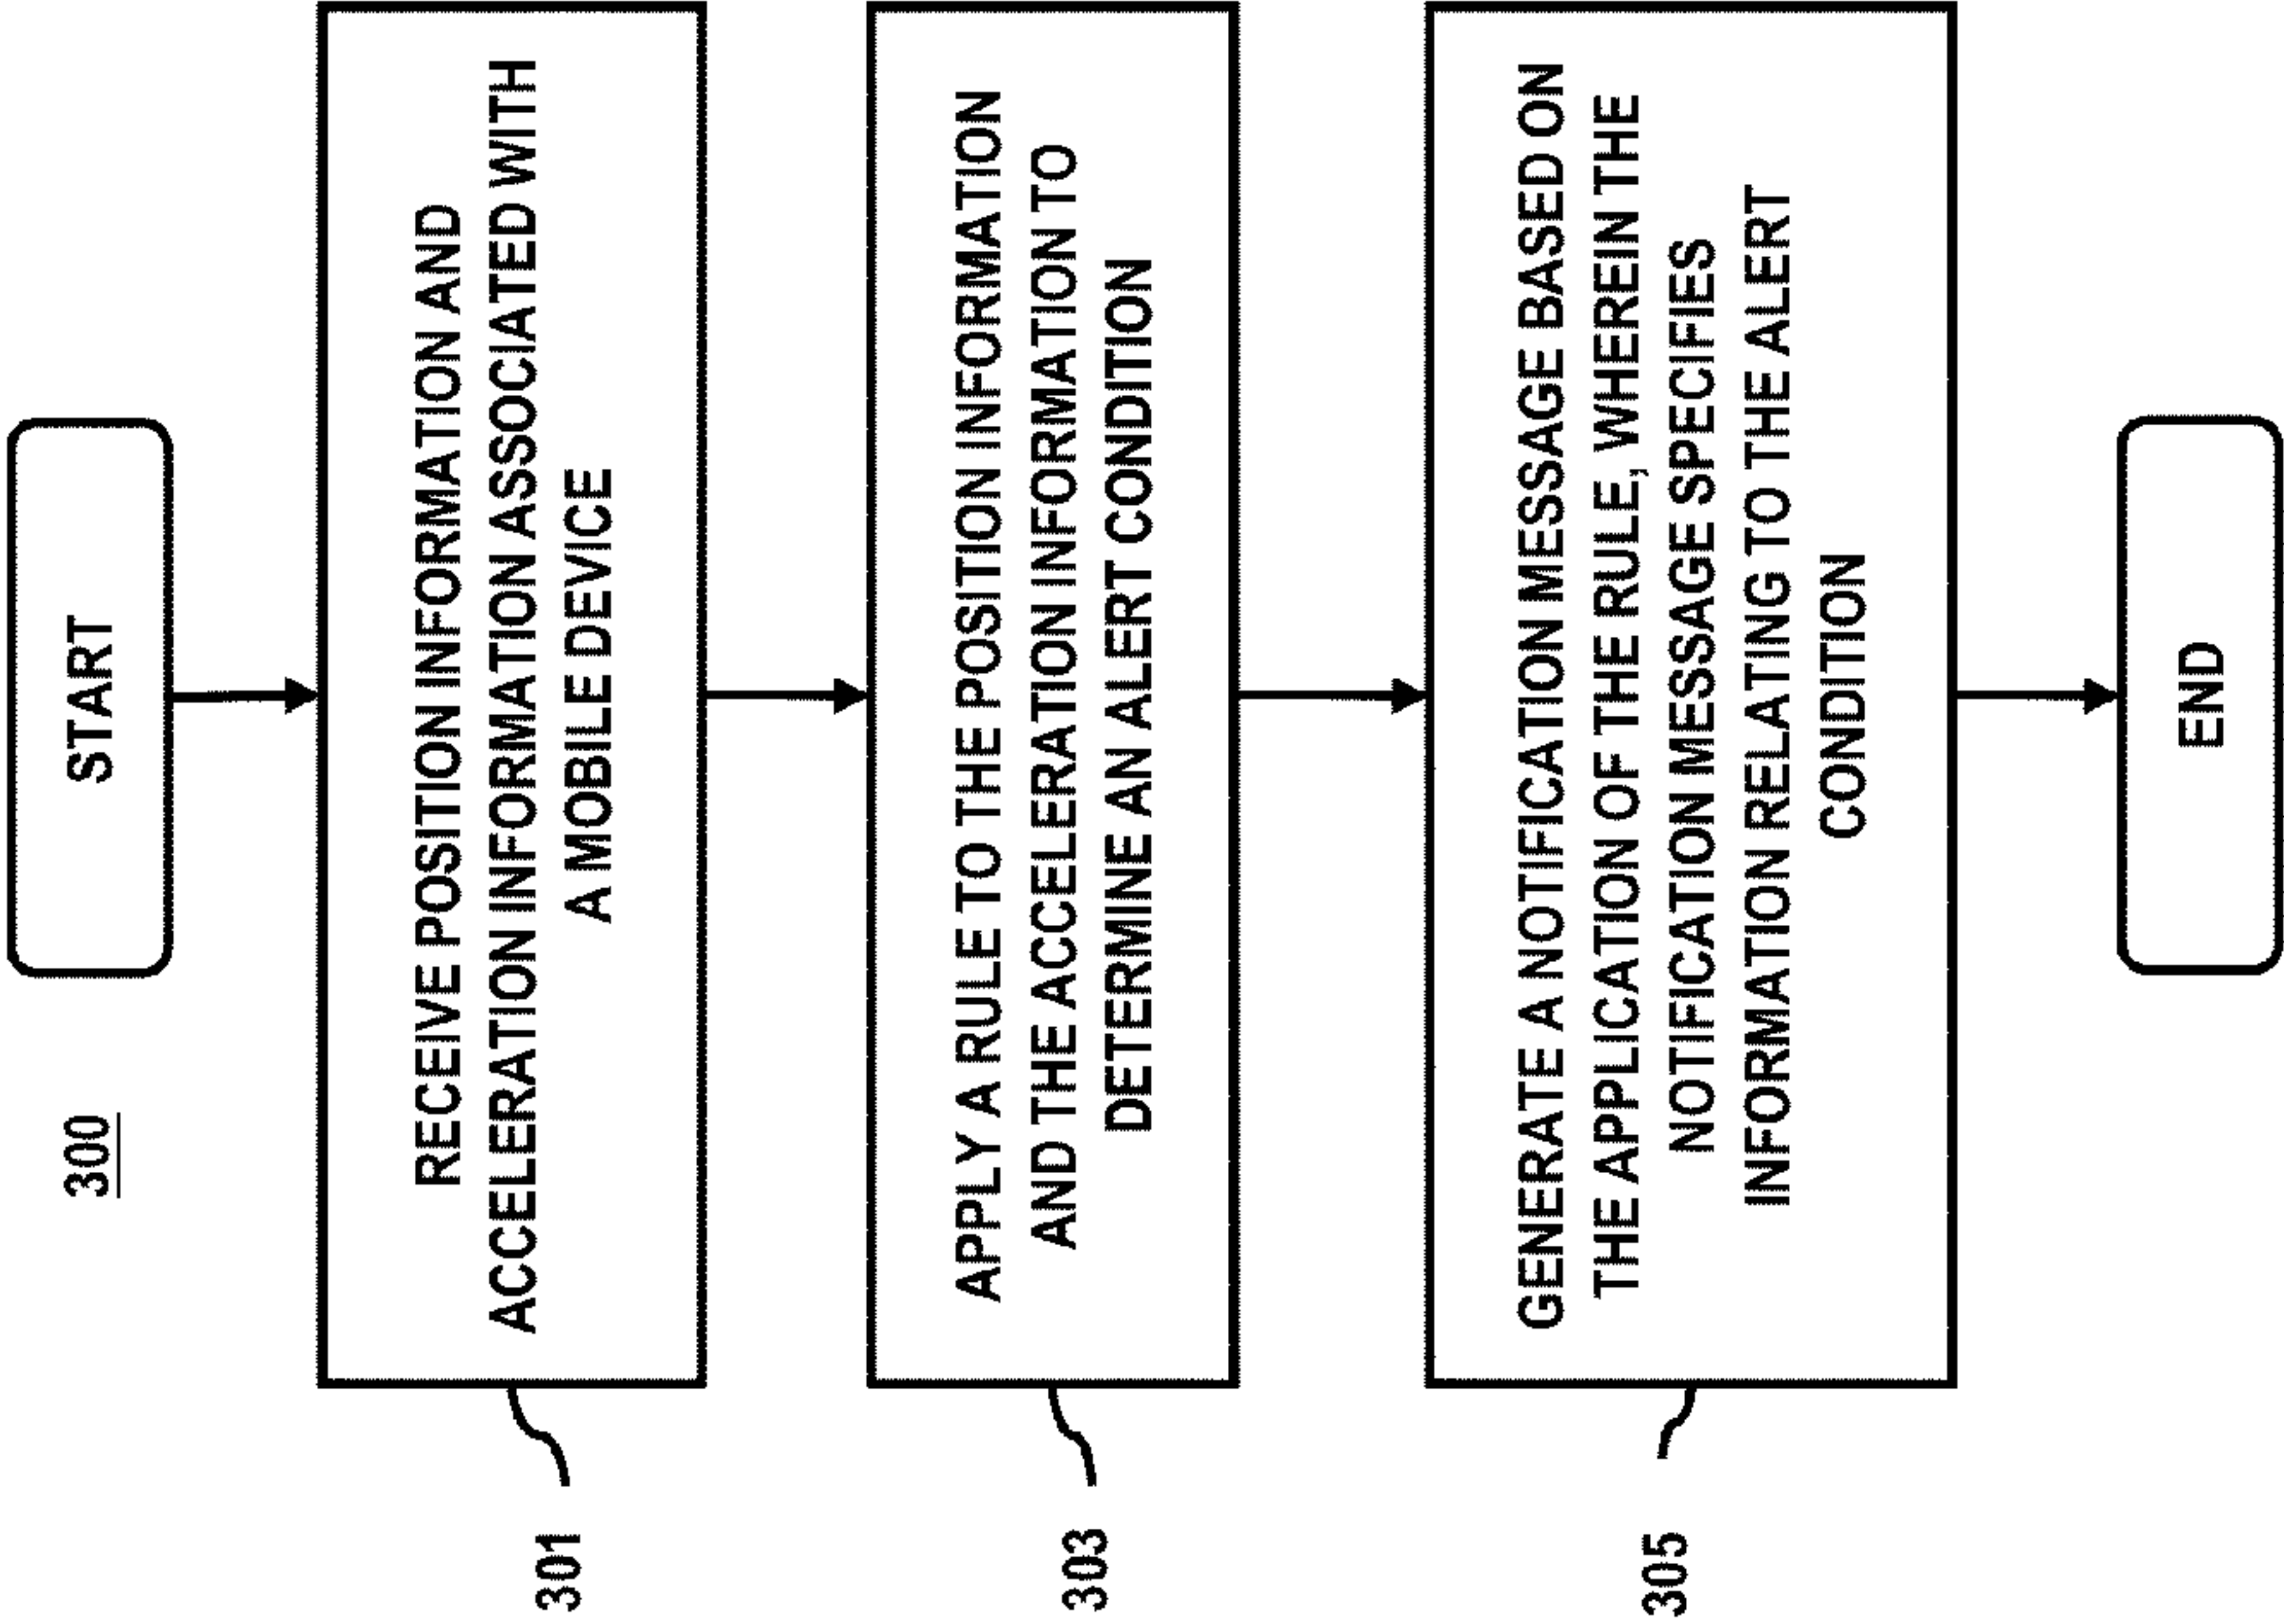 300
START
RECEIVE POSITION INFORMATION AND
ACCELERATION INFORMATION ASSOCIATED WITH
A MOBILE DEVICE
301
APPLY A RULE TO THE POSITION INFORMATION
AND THE ACCELERATION INFORMATION TO
DETERMINE AN ALERT CONDITION
303
GENERATE A NOTIFICATION MESSAGE BASED ON
THE APPLICATION OF THE RULE, WHEREIN THE
NOTIFICATION MESSAGE SPECIFIES
INFORMATION RELATING TO THE ALERT
CONDITION
305
END